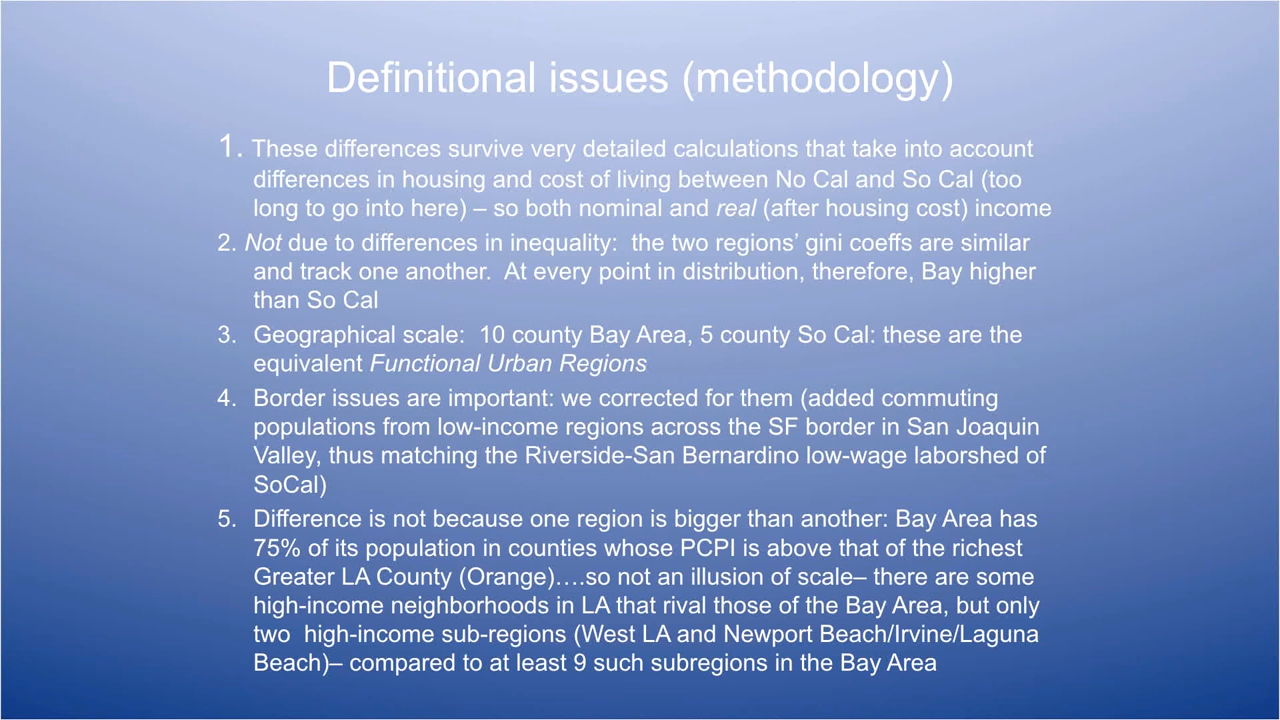 Definitional issues (methodology)
1. These differences survive very detailed calculations that take into account
differences in housing and cost of living between No Cal and So Cal (too
long to go into here) – so both nominal and real (after housing cost) income
2. Not due to differences in inequality:  the two regions’ gini coeffs are similar
and track one another.  At every point in distribution, therefore, Bay higher
than So Cal
3. Geographical scale:  10 county Bay Area, 5 county So Cal: these are the
equivalent Functional Urban Regions
4. Border issues are important: we corrected for them (added commuting
populations from low-income regions across the SF border in San Joaquin
Valley, thus matching the Riverside-San Bernardino low-wage laborshed of
SoCal)
5. Difference is not because one region is bigger than another: Bay Area has
75% of its population in counties whose PCPI is above that of the richest
Greater LA County (Orange)….so not an illusion of scale– there are some
high-income neighborhoods in LA that rival those of the Bay Area, but only
two  high-income sub-regions (West LA and Newport Beach/Irvine/Laguna
Beach)– compared to at least 9 such subregions in the Bay Area